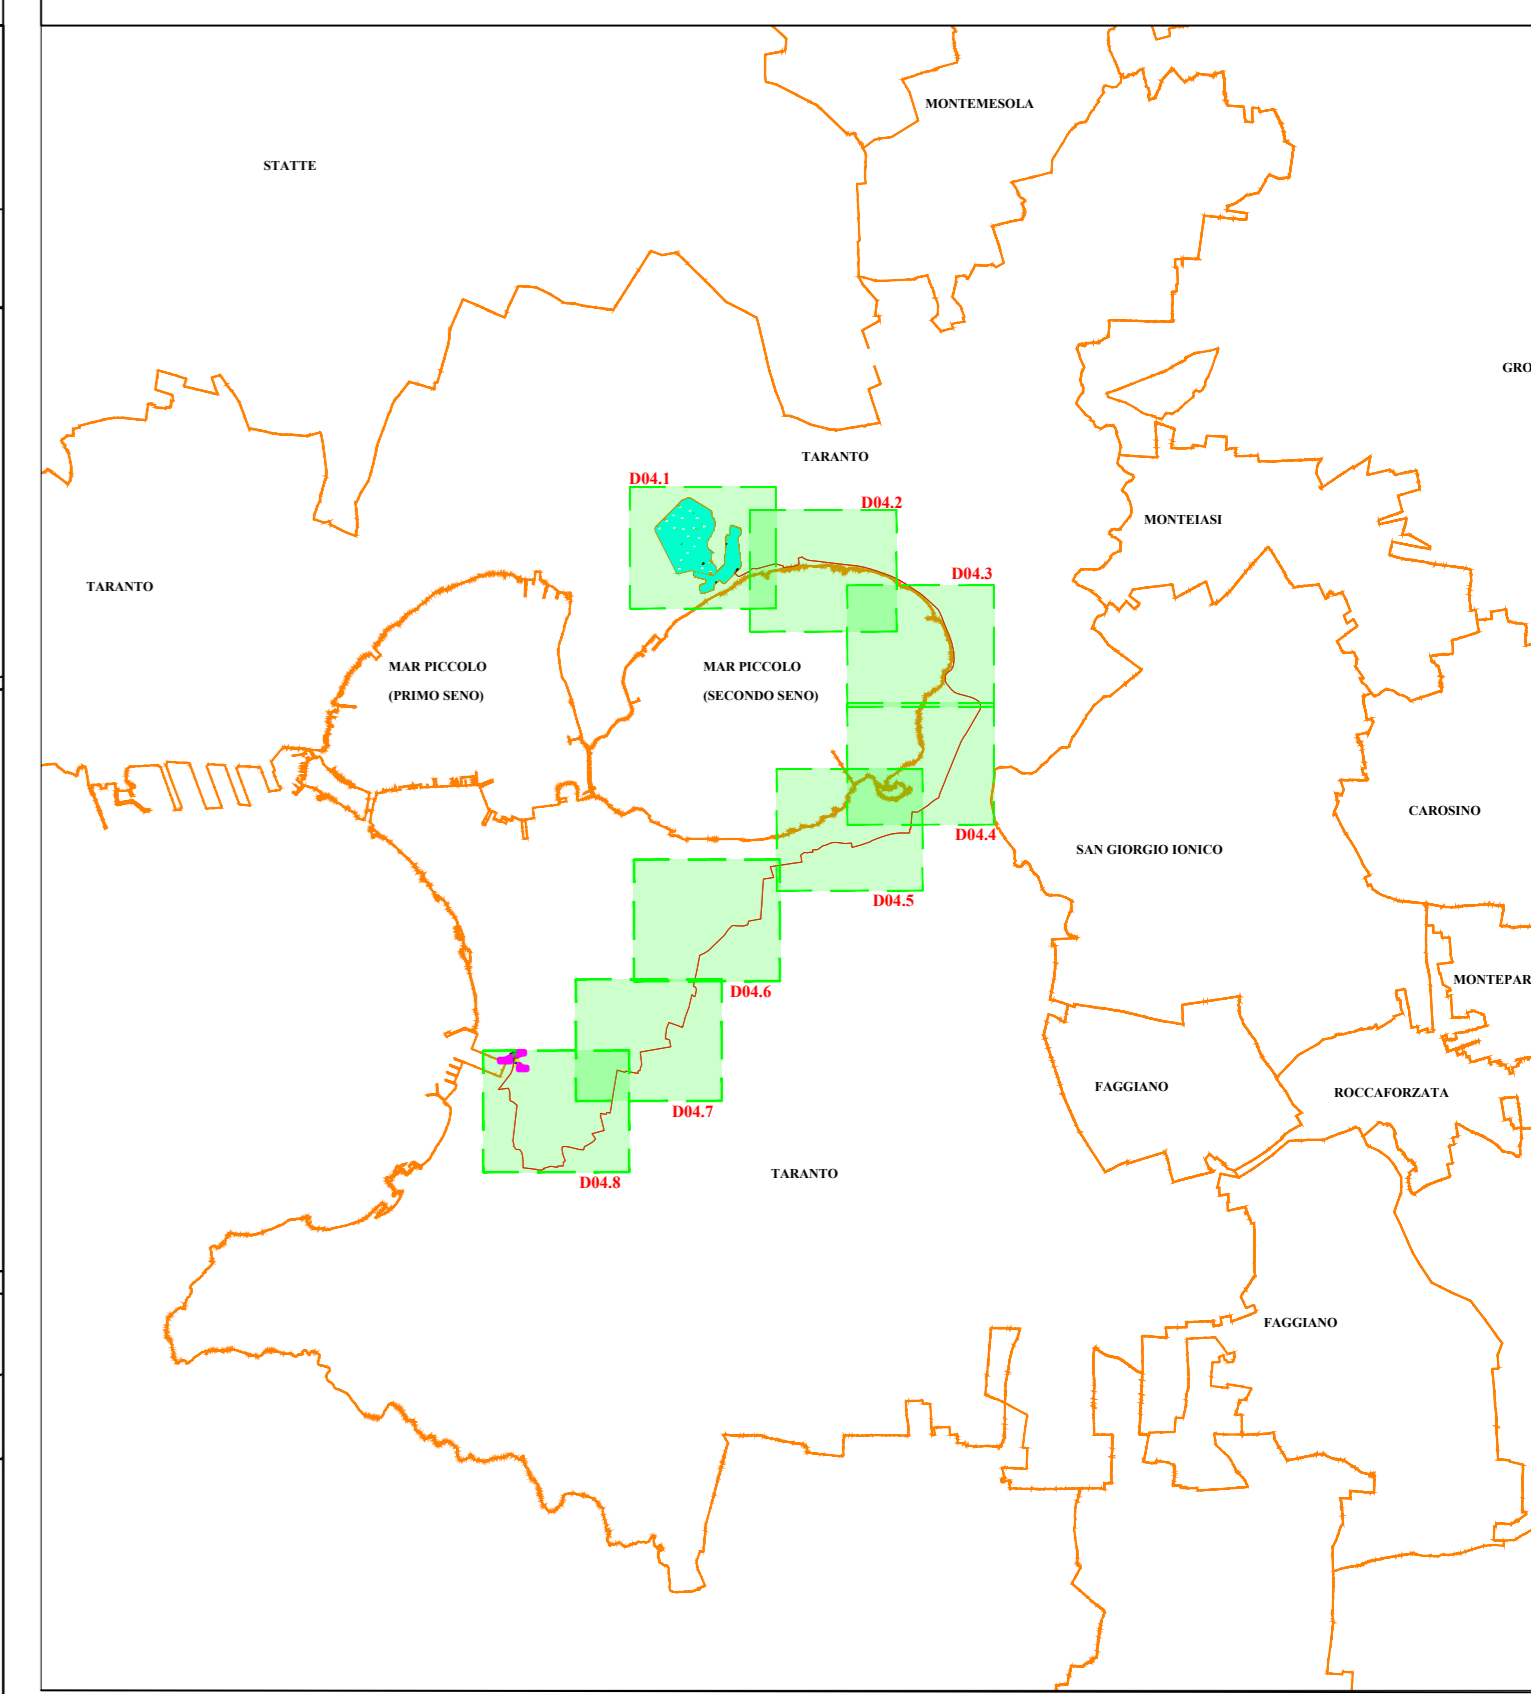 MONTEMESOLA
STATTE
GRO
TARANTO
D04.1
D04.2
MONTEIASI
D04.3
TARANTO
MAR PICCOLO
(PRIMO SENO)
MAR PICCOLO
(SECONDO SENO)
CAROSINO
D04.4
SAN GIORGIO IONICO
D04.5
MONTEPAR
D04.6
FAGGIANO
ROCCAFORZATA
D04.7
TARANTO
D04.8
FAGGIANO